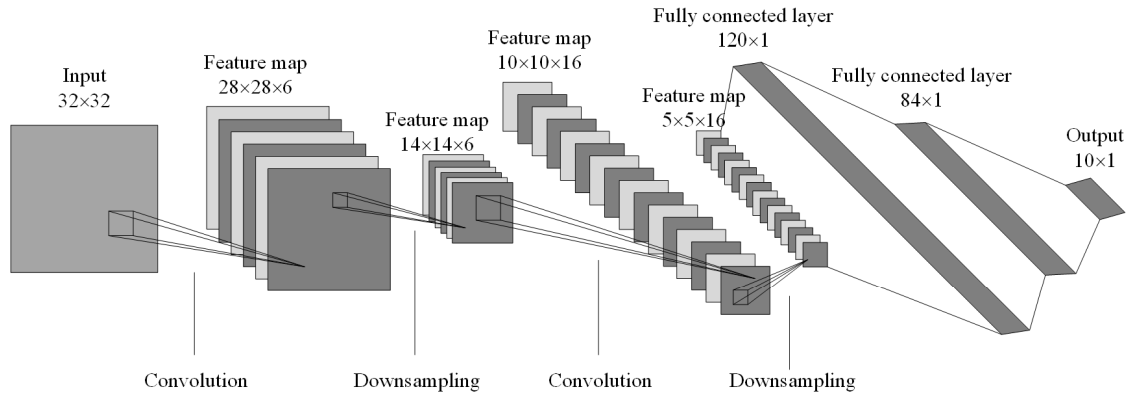 Input
32×32
Feature map
28×28×6
Feature map
14×14×6
Feature map
10×10×16
Feature map
5×5×16
Fully connected layer
120×1
Fully connected layer
84×1
Output
10×1
Convolution
Downsampling
Convolution
Downsampling